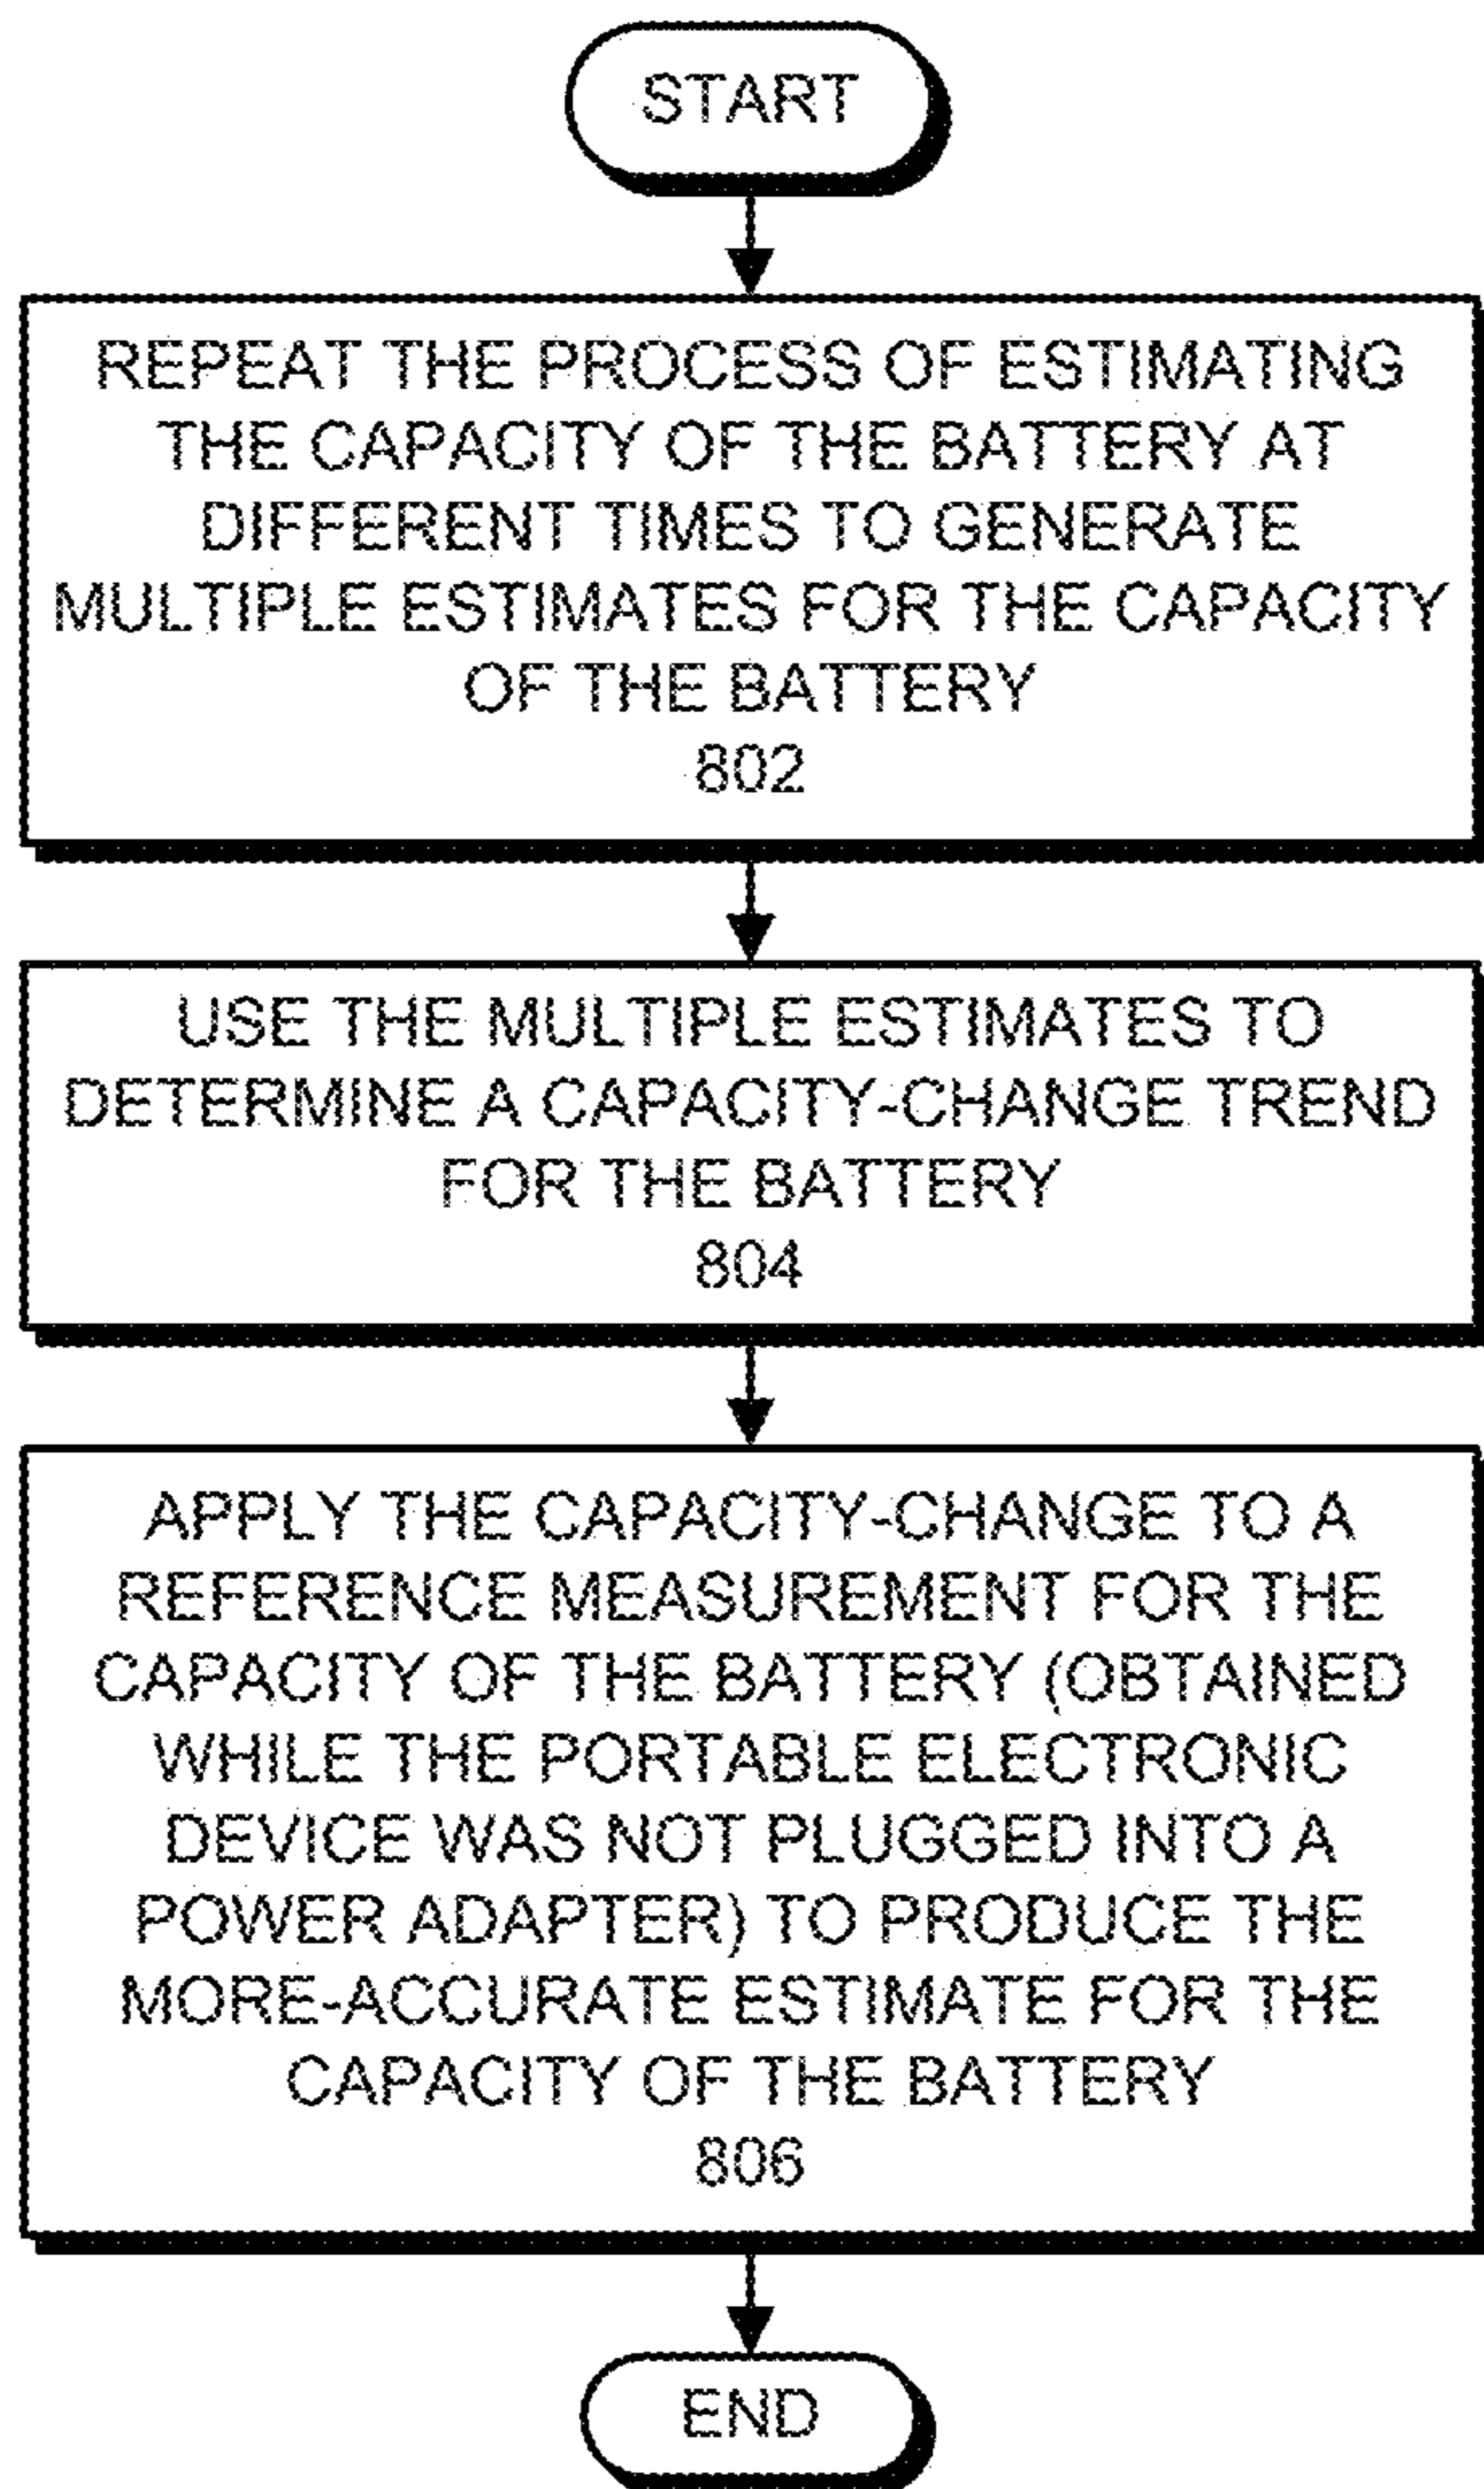 START
REPEAT THE PROCESS OF ESTIMATING
THE CAPACITY OF THE BATTERY AT
DIFFERENT TIMES TO GENERATE
MULTIPLE ESTIMATES FOR THE CAPACITY
OF THE BATTERY
802
USE THE MULTIPLE ESTIMATES TO
DETERMINE A CAPACITY-CHANGE TREND
FOR THE BATTERY
804
APPLY THE CAPACITY-CHANGE TO A
REFERENCE MEASUREMENT FOR THE
CAPACITY OF THE BATTERY (OBTAINED
WHILE THE PORTABLE ELECTRONIC
DEVICE WAS NOT PLUGGED INTO A
POWER ADAPTER) TO PRODUCE THE
MORE-ACCURATE ESTIMATE FOR THE
CAPACITY OF THE BATTERY
806
END